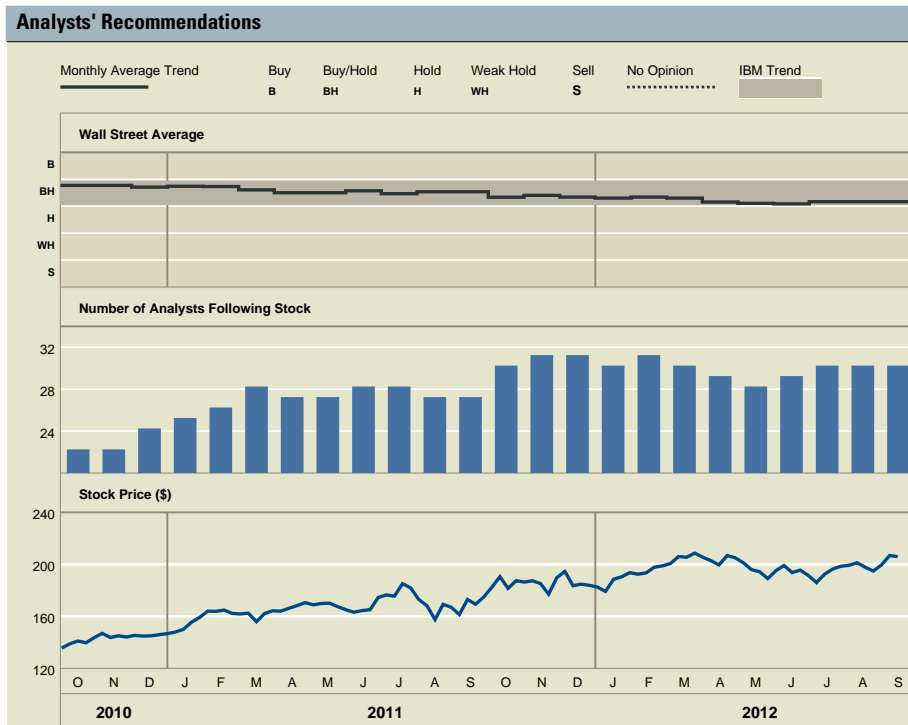 Analysts' Recommendations
Monthly Average Trend Buy Buy/Hold Hold Weak Hold Sell No Opinion IBM Trend
B BH H WH S
Wall Street Average
B
BH
H
WH
S
Number of Analysts Following Stock
32
28
24
Stock Price ($)
240
200
160
120
O N D J F M A M J J A S O N D J F M A M J J A S
2010 2011 2012